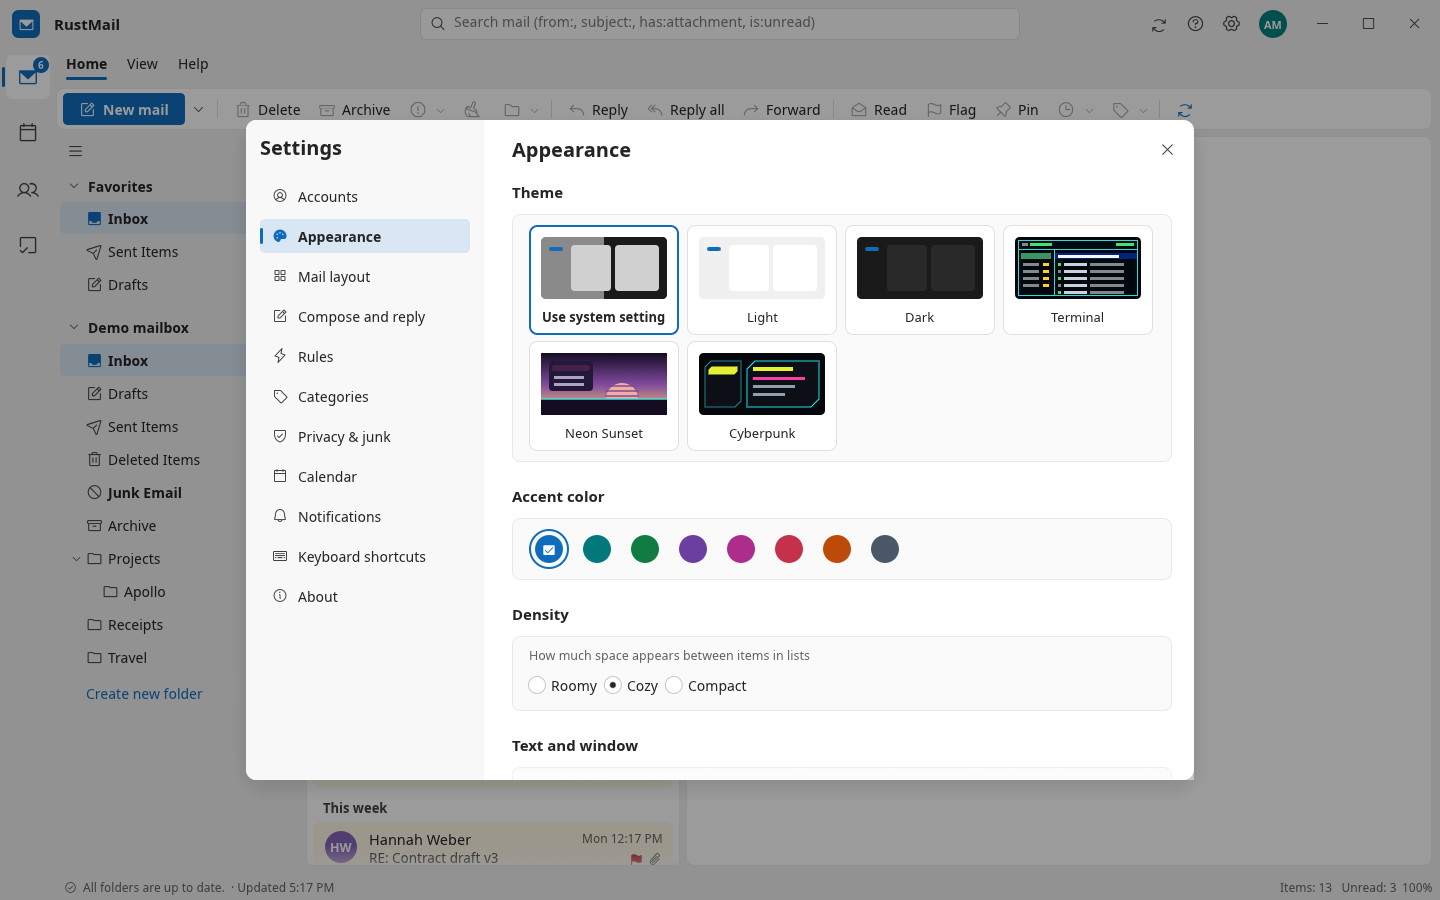 RustMail
Search mail (from:, subject:, has:attachment, is:unread)
AM
6
Home View Help
New mail Delete Archive Reply Reply all Forward Read Flag Pin
Favorites
Inbox
Sent Items
Drafts
Demo mailbox
Inbox
Drafts
Sent Items
Deleted Items
Junk Email
Archive
Projects
Apollo
Receipts
Travel
Create new folder
Settings
Accounts
Appearance
Mail layout
Compose and reply
Rules
Categories
Privacy & junk
Calendar
Notifications
Keyboard shortcuts
About
Appearance
Theme
Use system setting Light Dark Terminal
Neon Sunset Cyberpunk
Accent color
Density
How much space appears between items in lists
Roomy Cozy Compact
Text and window
This week
HW Hannah Weber Mon 12:17 PM
RE: Contract draft v3
All folders are up to date. · Updated 5:17 PM
Items: 13 Unread: 3 100%